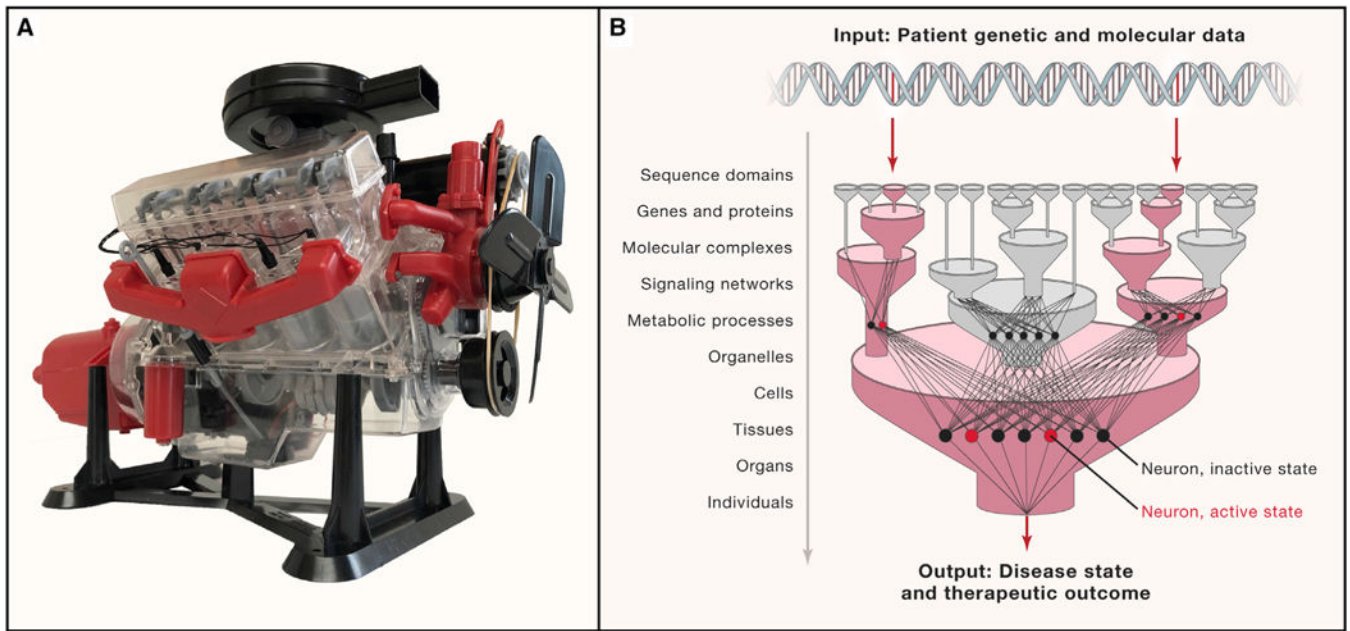 A
B
Input: Patient genetic and molecular data
Sequence domains
Genes and proteins
Molecular complexes
Signaling networks
Metabolic processes
Organelles
Cells
Tissues
Organs
Individuals
Neuron, inactive state
Neuron, active state
Output: Disease state
and therapeutic outcome